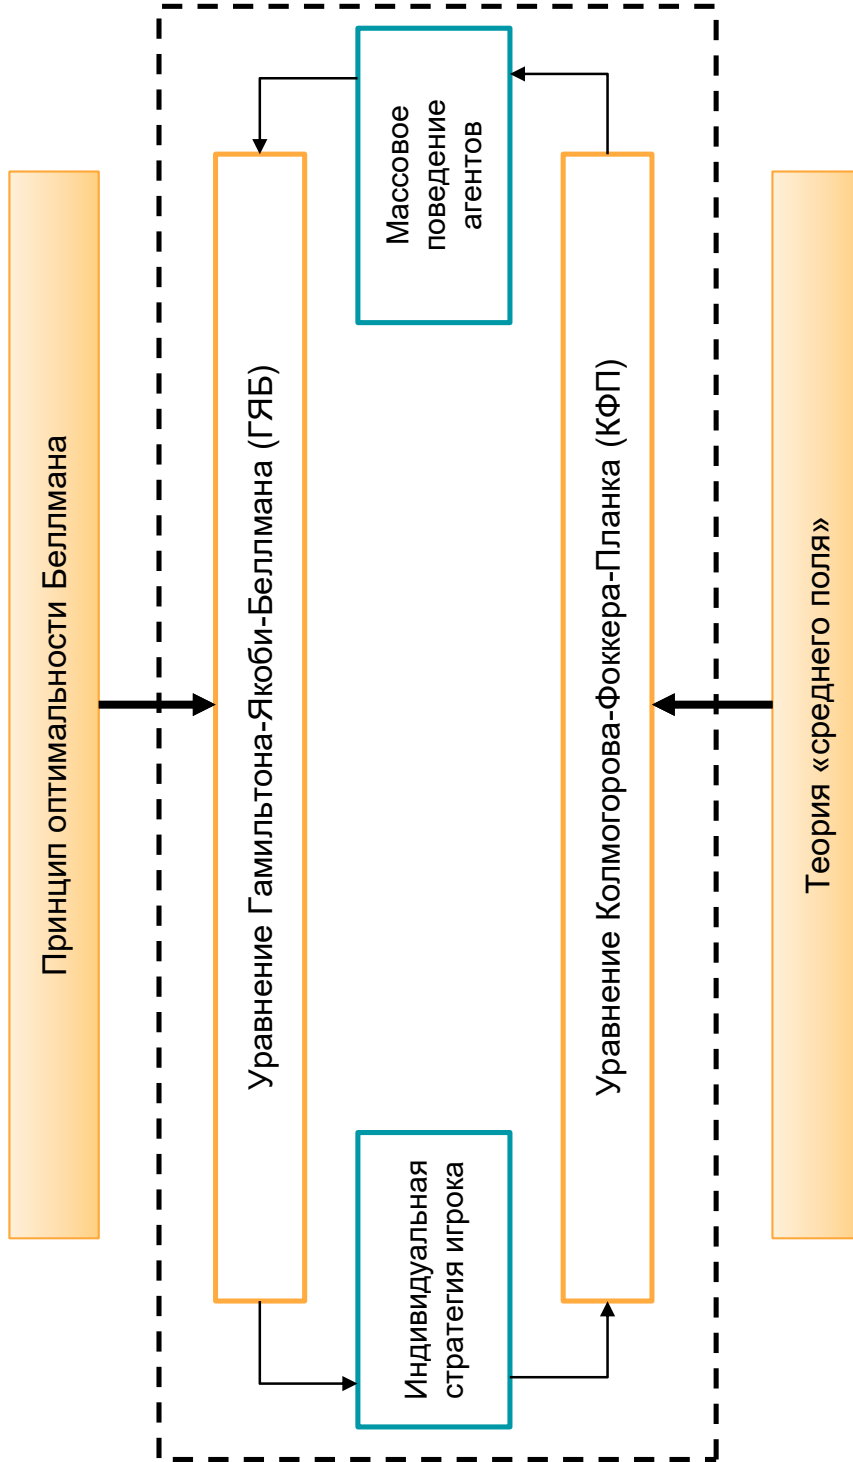 Принцип оптимальности Беллмана
Уравнение Гамильтона-Якоби-Беллмана (ГЯБ)
Индивидуальная
стратегия игрока
Массовое
поведение
агентов
Уравнение Колмогорова-Фоккера-Планка (КФП)
Теория «среднего поля»